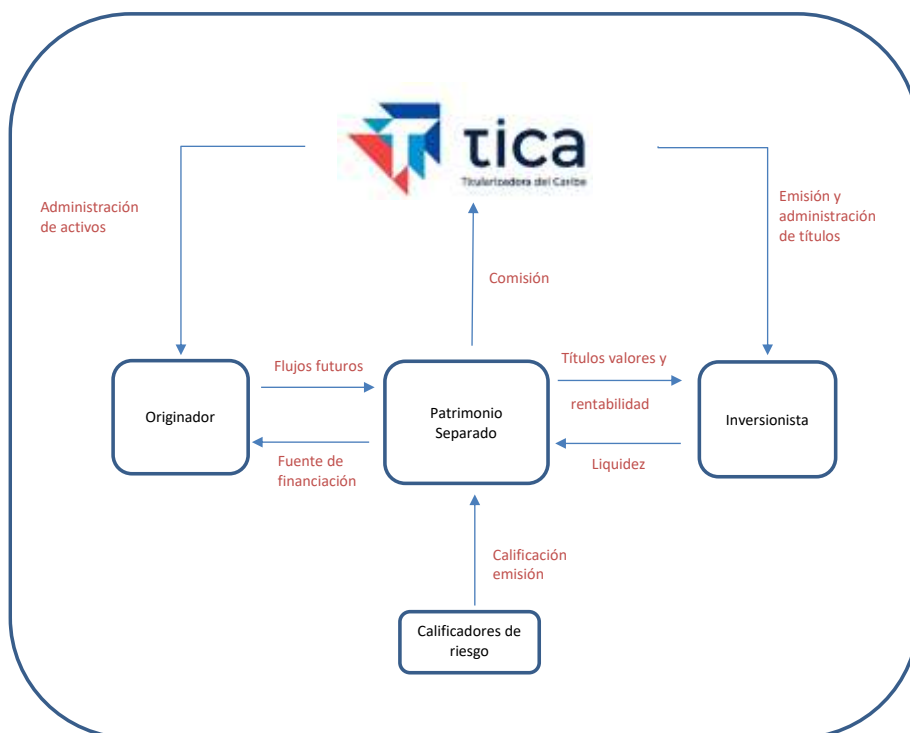 tica
Titularizadora del Caribe
Administración
de activos
Emisión y
administración
de títulos
Comisión
Flujos futuros
Títulos valores y
rentabilidad
Originador
Patrimonio
Separado
Inversionista
Fuente de
financiación
Liquidez
Calificación
emisión
Calificadores de
riesgo